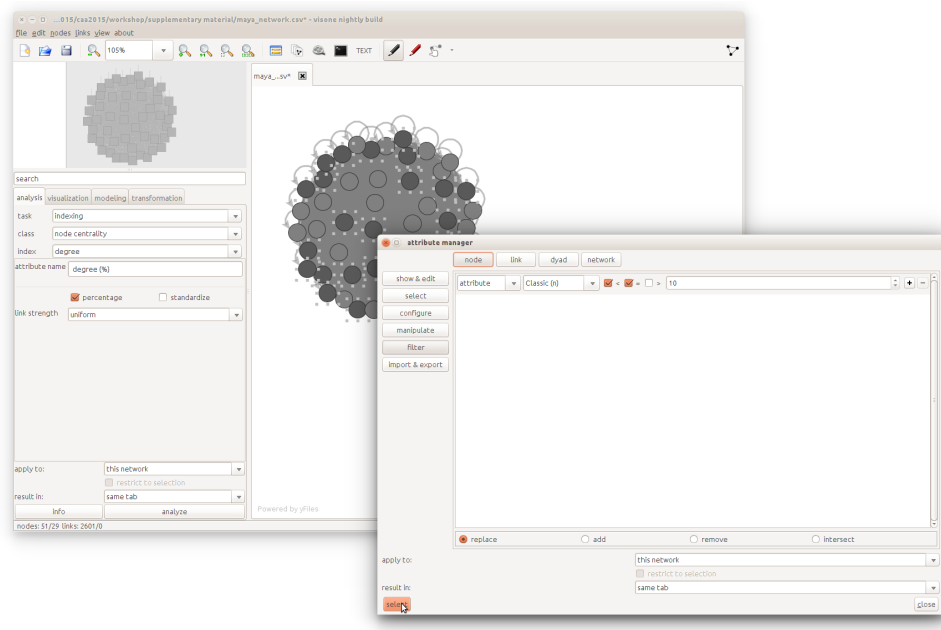 ...015/caa2015/workshop/supplementary material/maya_network.csv* - visone nightly build
file edit nodes links view about
105%
TEXT
maya_...sv*
search
analysis visualization modeling transformation
task indexing
class node centrality
index degree
attribute name degree (%)
percentage standardize
link strength uniform
apply to: this network
restrict to selection
result in: same tab
info analyze
nodes: 51/29 links: 2601/0
Powered by yFiles
attribute manager
node link dyad network
show & edit
select
configure
manipulate
filter
import & export
attribute Classic (n) < = > 10
replace add remove intersect
apply to: this network
restrict to selection
result in: same tab
select close